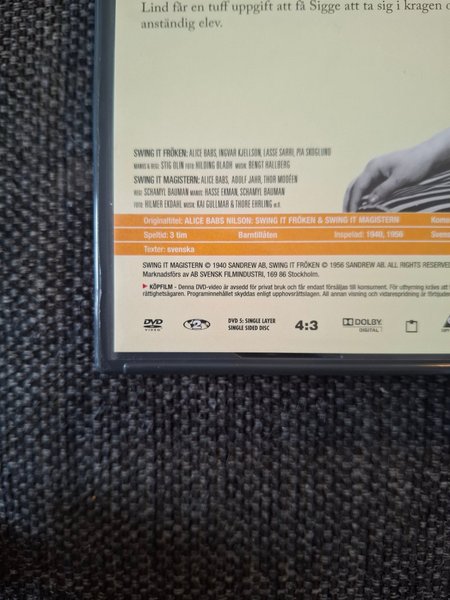 Lind får en tuff uppgift att få Sigge att ta sig i kragen
anständig elev.
SWING IT FRÖKEN: ALICE BABS, INGVAR KJELLSON, LASSE SARRI, PIA SKOGLUND
MANUS & REGI: STIG OLIN FOTO: HILDING BLADH MUSIK: BENGT HALLBERG
SWING IT MAGISTERN: ALICE BABS, ADOLF JAHR, THOR MODÉEN
REGI: SCHAMYL BAUMAN MANUS: HASSE EKMAN, SCHAMYL BAUMAN
FOTO: HILMER EKDAHL MUSIK: KAI GULLMAR & THORE EHRLING m.fl.
Originaltitel: ALICE BABS NILSON: SWING IT FRÖKEN & SWING IT MAGISTERN
Speltid: 3 tim Barntillåten Inspelad: 1940, 1956
Texter: svenska
SWING IT MAGISTERN © 1940 SANDREW AB, SWING IT FRÖKEN © 1956 SANDREW AB. ALL RIGHTS RESERVED
Marknadsförs av AB SVENSK FILMINDUSTRI, 169 86 Stockholm.
KÖPFILM - Denna DVD-video är avsedd för privat bruk och får endast försäljas till konsument. För uthyrning krävs att
rättighetsägaren. Programinnehållet skyddas enligt upphovsrättslagen. All annan visning och vidarespridning är
DVD VIDEO 2 DVD 5: SINGLE LAYER 4:3 DOLBY DIGITAL
SINGLE SIDED DISC